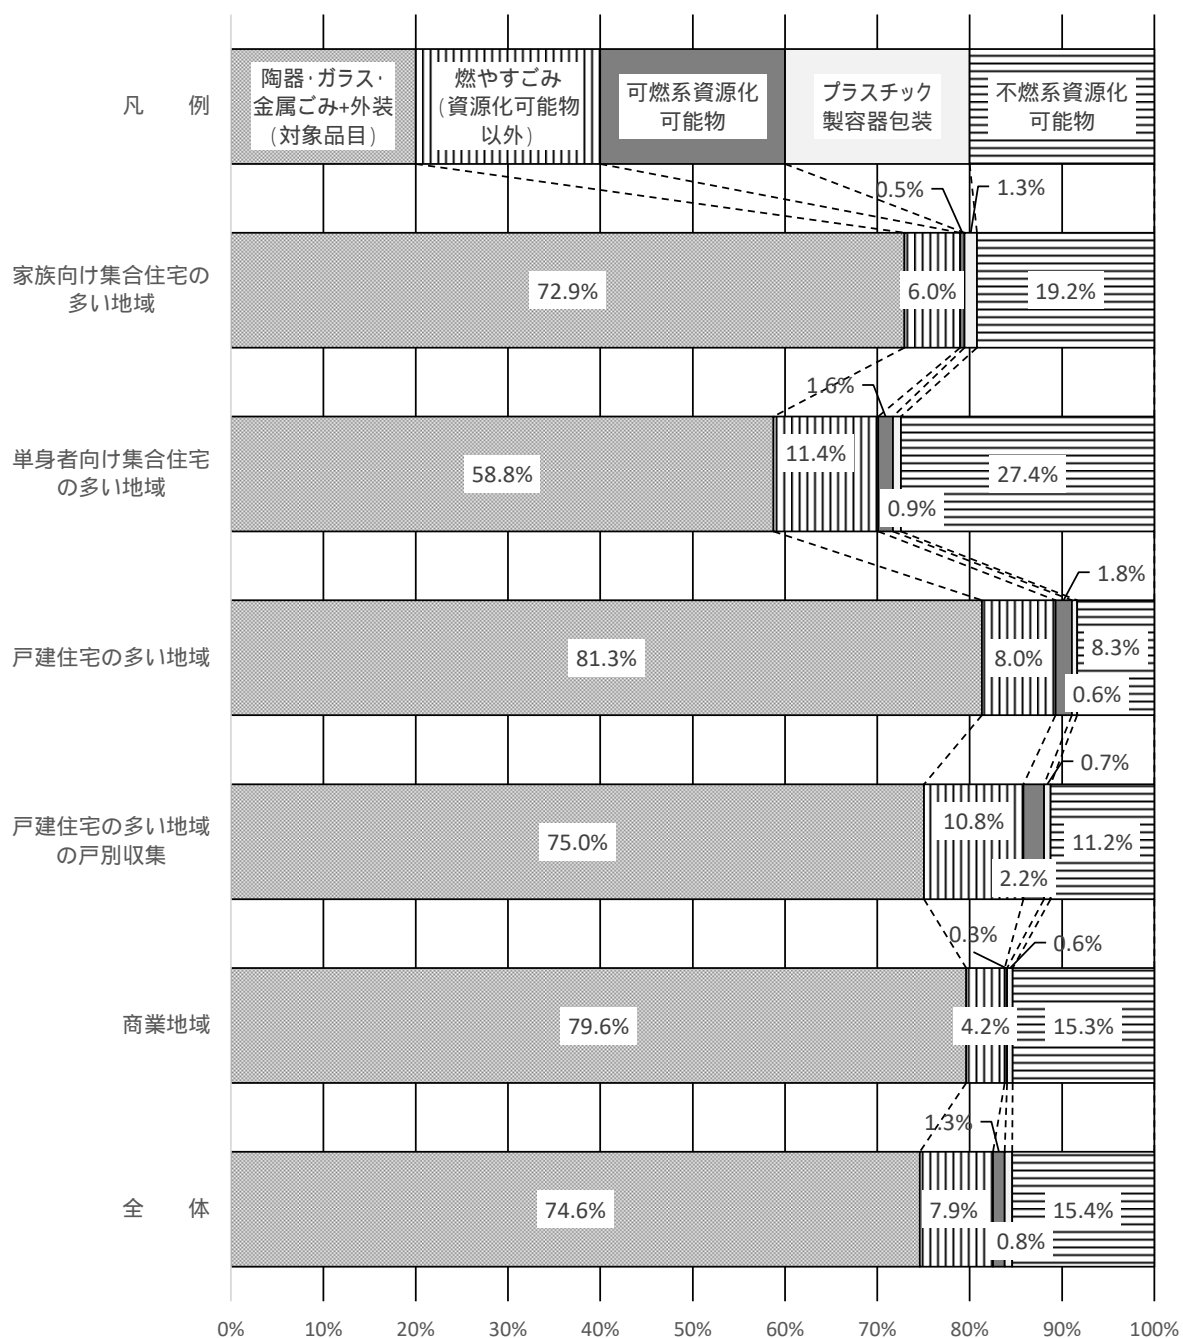 陶器・ガラス・
金属ごみ+外装
(対象品目)
燃やすごみ
(資源化可能物
以外)
可燃系資源化
可能物
プラスチック
製容器包装
不燃系資源化
可能物
凡 例
0.5%
1.3%
家族向け集合住宅の
多い地域
72.9%
6.0%
19.2%
1.6%
単身者向け集合住宅
の多い地域
58.8%
11.4%
27.4%
0.9%
1.8%
戸建住宅の多い地域
81.3%
8.0%
8.3%
0.6%
0.7%
戸建住宅の多い地域
の戸別収集
75.0%
10.8%
11.2%
2.2%
0.3%
0.6%
商業地域
79.6%
4.2%
15.3%
1.3%
全 体
74.6%
7.9%
15.4%
0.8%
0% 10% 20% 30% 40% 50% 60% 70% 80% 90% 100%